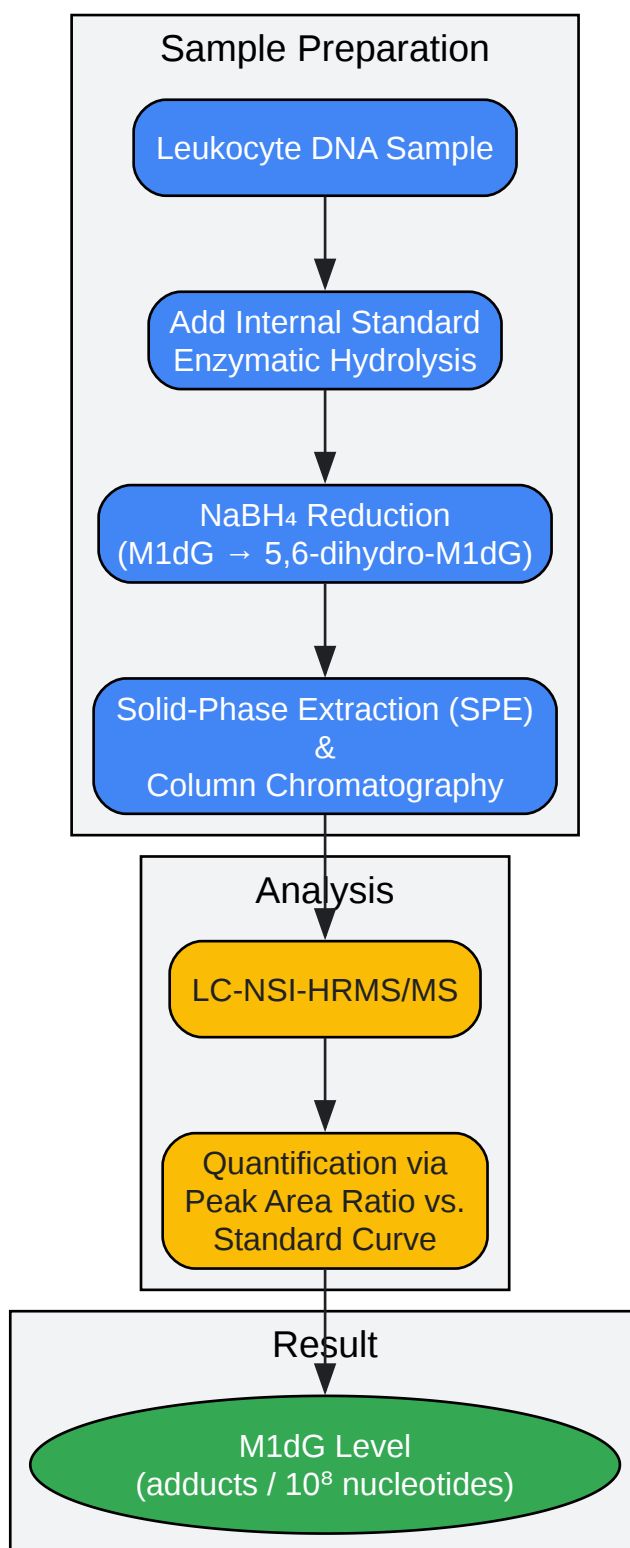 Sample Preparation
Leukocyte DNA Sample
Add Internal Standard
Enzymatic Hydrolysis
NaBH₄ Reduction
(M1dG → 5,6-dihydro-M1dG)
Solid-Phase Extraction (SPE)
&
Column Chromatography
Analysis
LC-NSI-HRMS/MS
Quantification via
Peak Area Ratio vs.
Standard Curve
Result
M1dG Level
(adducts / 10⁸ nucleotides)